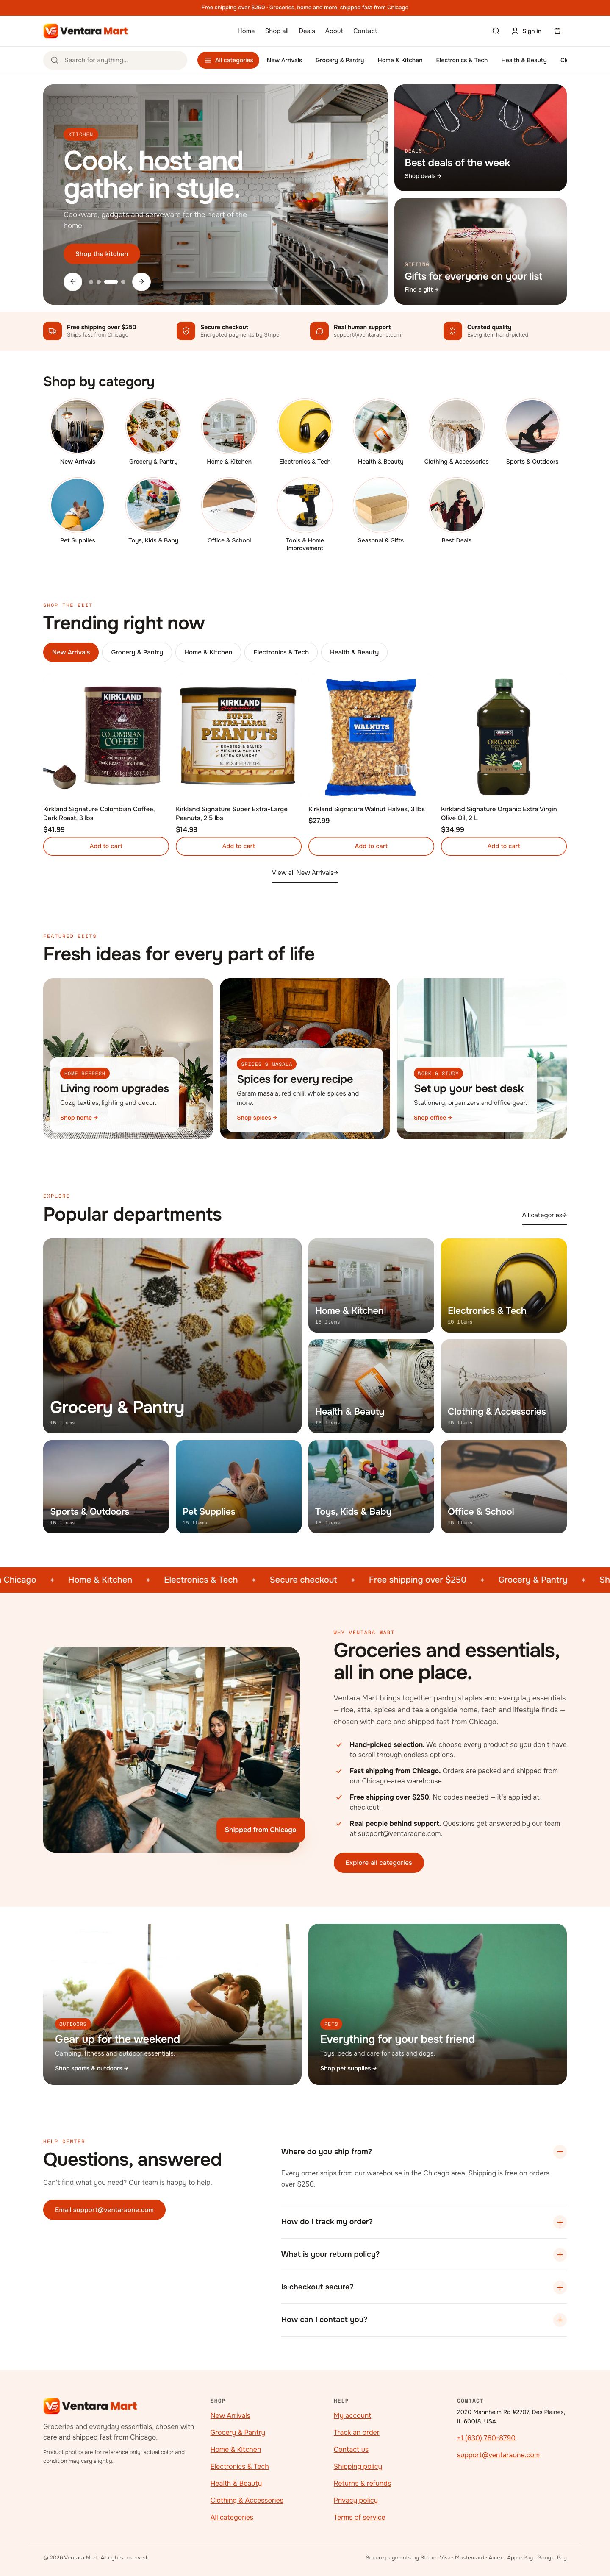 Free shipping over $250 · Groceries, home and more, shipped fast from Chicago
Ventara Mart
Home
Shop all
Deals
About
Contact
Sign in
Search for anything...
All categories
New Arrivals
Grocery & Pantry
Home & Kitchen
Electronics & Tech
Health & Beauty
KITCHEN
Cook, host and
gather in style.
Cookware, gadgets and serveware for the heart of the
home.
Shop the kitchen
DEALS
Best deals of the week
Shop deals →
GIFTING
Gifts for everyone on your list
Find a gift →
Free shipping over $250
Ships fast from Chicago
Secure checkout
Encrypted payments by Stripe
Real human support
support@ventaraone.com
Curated quality
Every item hand-picked
Shop by category
New Arrivals
Grocery & Pantry
Home & Kitchen
Electronics & Tech
Health & Beauty
Clothing & Accessories
Sports & Outdoors
Pet Supplies
Toys, Kids & Baby
Office & School
Tools & Home
Improvement
Seasonal & Gifts
Best Deals
SHOP THE EDIT
Trending right now
New Arrivals
Grocery & Pantry
Home & Kitchen
Electronics & Tech
Health & Beauty
KIRKLAND
COLOMBIAN
COFFEE
KIRKLAND
SUPER
EXTRA-LARGE
PEANUTS
KIRKLAND
WALNUTS
KIRKLAND
ORGANIC
Kirkland Signature Colombian Coffee,
Dark Roast, 3 lbs
$41.99
Add to cart
Kirkland Signature Super Extra-Large
Peanuts, 2.5 lbs
$14.99
Add to cart
Kirkland Signature Walnut Halves, 3 lbs
$27.99
Add to cart
Kirkland Signature Organic Extra Virgin
Olive Oil, 2 L
$34.99
Add to cart
View all New Arrivals→
FEATURED EDITS
Fresh ideas for every part of life
HOME REFRESH
Living room upgrades
Cozy textiles, lighting and decor.
Shop home →
SPICES & MASALA
Spices for every recipe
Garam masala, red chili, whole spices and
more.
Shop spices →
WORK & STUDY
Set up your best desk
Stationery, organizers and office gear.
Shop office →
EXPLORE
Popular departments
All categories→
Grocery & Pantry
15 items
Home & Kitchen
15 items
Electronics & Tech
15 items
Health & Beauty
15 items
Clothing & Accessories
15 items
Sports & Outdoors
15 items
Pet Supplies
15 items
Toys, Kids & Baby
15 items
Office & School
15 items
Chicago + Home & Kitchen + Electronics & Tech + Secure checkout + Free shipping over $250 + Grocery & Pantry + Sh
Shipped from Chicago
WHY VENTARA MART
Groceries and essentials,
all in one place.
Ventara Mart brings together pantry staples and everyday essentials
— rice, atta, spices and tea alongside home, tech and lifestyle finds —
chosen with care and shipped fast from Chicago.
Hand-picked selection. We choose every product so you don't have
to scroll through endless options.
Fast shipping from Chicago. Orders are packed and shipped from
our Chicago-area warehouse.
Free shipping over $250. No codes needed — it's applied at
checkout.
Real people behind support. Questions get answered by our team
at support@ventaraone.com.
Explore all categories
OUTDOORS
Gear up for the weekend
Camping, fitness and outdoor essentials.
Shop sports & outdoors →
PETS
Everything for your best friend
Toys, beds and care for cats and dogs.
Shop pet supplies →
HELP CENTER
Questions, answered
Can't find what you need? Our team is happy to help.
Email support@ventaraone.com
Where do you ship from?
Every order ships from our warehouse in the Chicago area. Shipping is free on orders
over $250.
How do I track my order?
What is your return policy?
Is checkout secure?
How can I contact you?
Ventara Mart
Groceries and everyday essentials, chosen with
care and shipped fast from Chicago.
Product photos are for reference only; actual color and
condition may vary slightly.
SHOP
New Arrivals
Grocery & Pantry
Home & Kitchen
Electronics & Tech
Health & Beauty
Clothing & Accessories
All categories
HELP
My account
Track an order
Contact us
Shipping policy
Returns & refunds
Privacy policy
Terms of service
CONTACT
2020 Mannheim Rd #2707, Des Plaines,
IL 60018, USA
+1 (630) 760-8790
support@ventaraone.com
© 2026 Ventara Mart. All rights reserved.
Secure payments by Stripe · Visa · Mastercard · Amex · Apple Pay · Google Pay